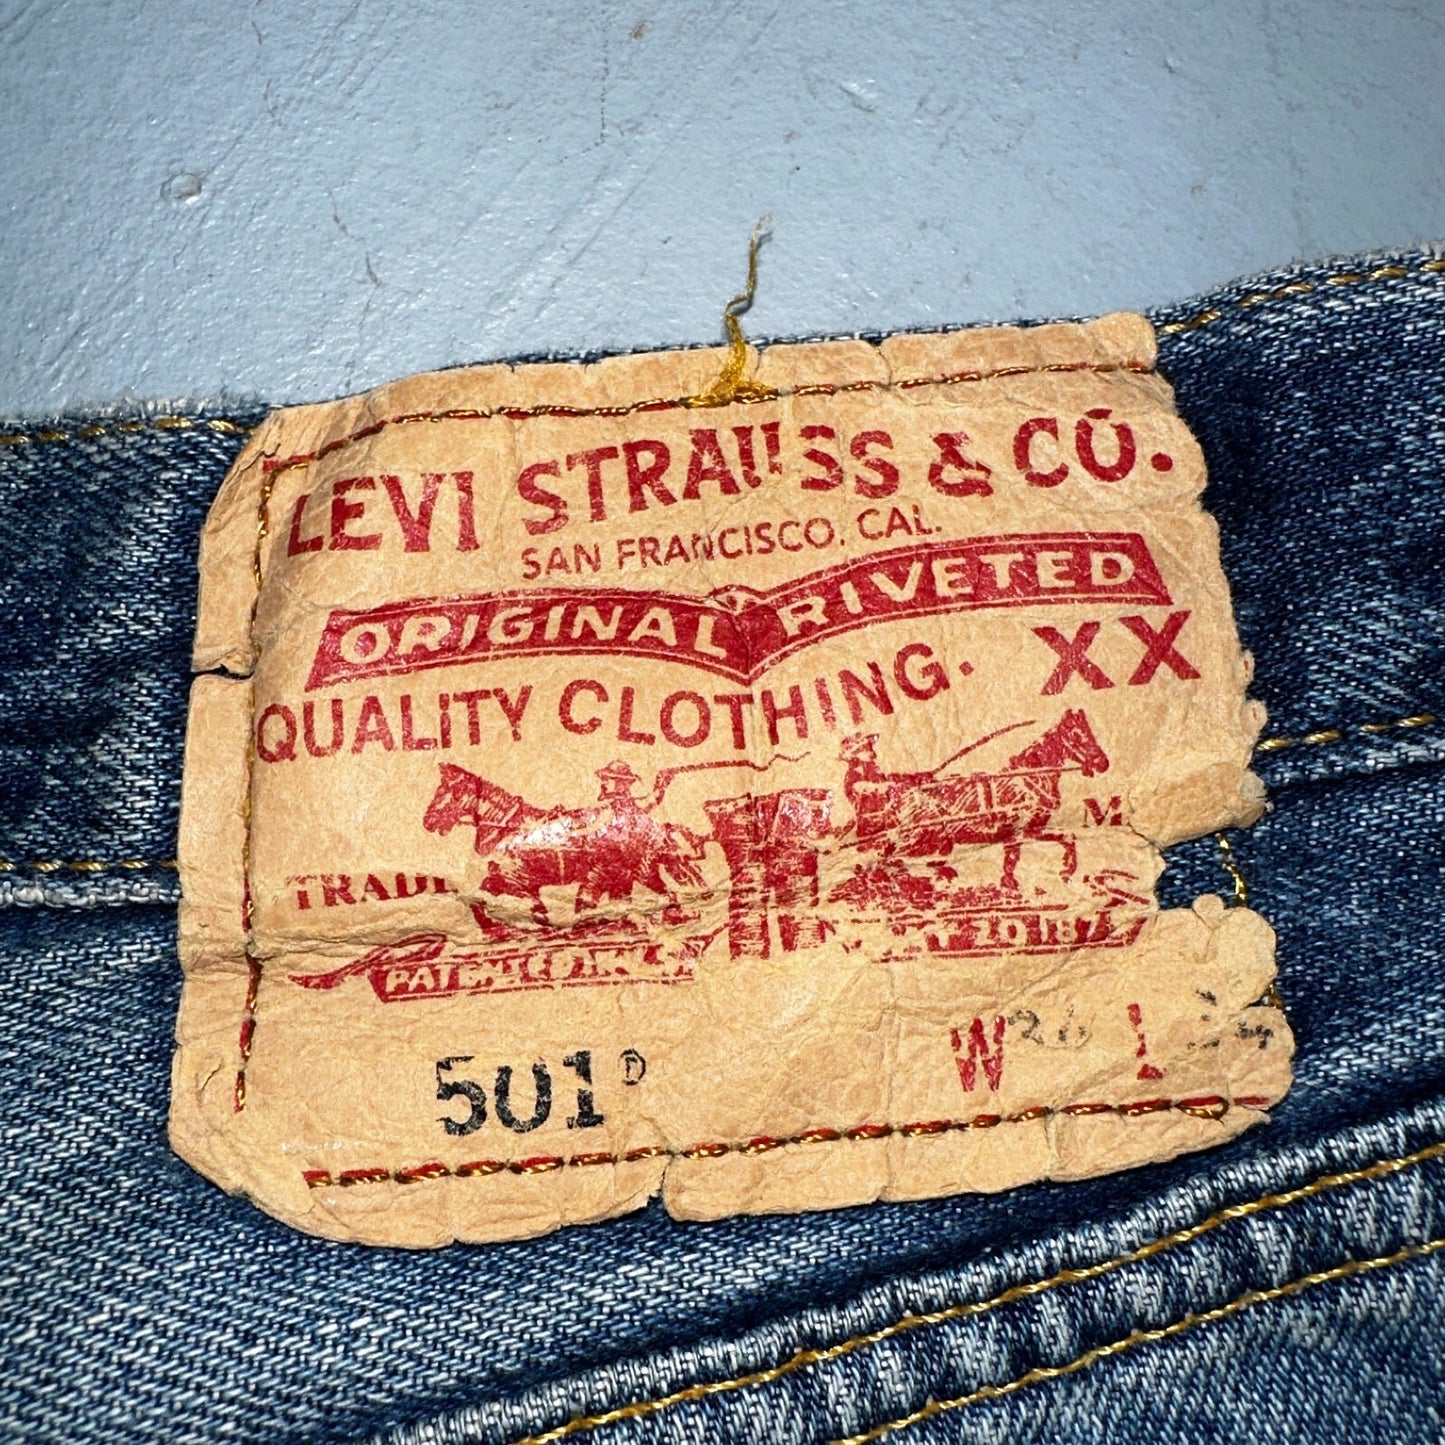 LEVI STRAUSS & CO.
SAN FRANCISCO. CAL.
ORIGINAL RIVETED
QUALITY CLOTHING. XX
TRADE M
501 W L